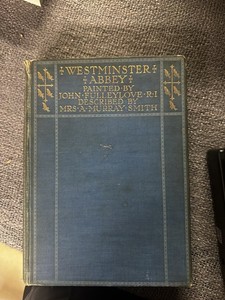 WESTMINSTER
ABBEY
PAINTED BY
JOHN·FULLEYLOVE·R·I
DESCRIBED BY
MRS·A·MURRAY·SMITH